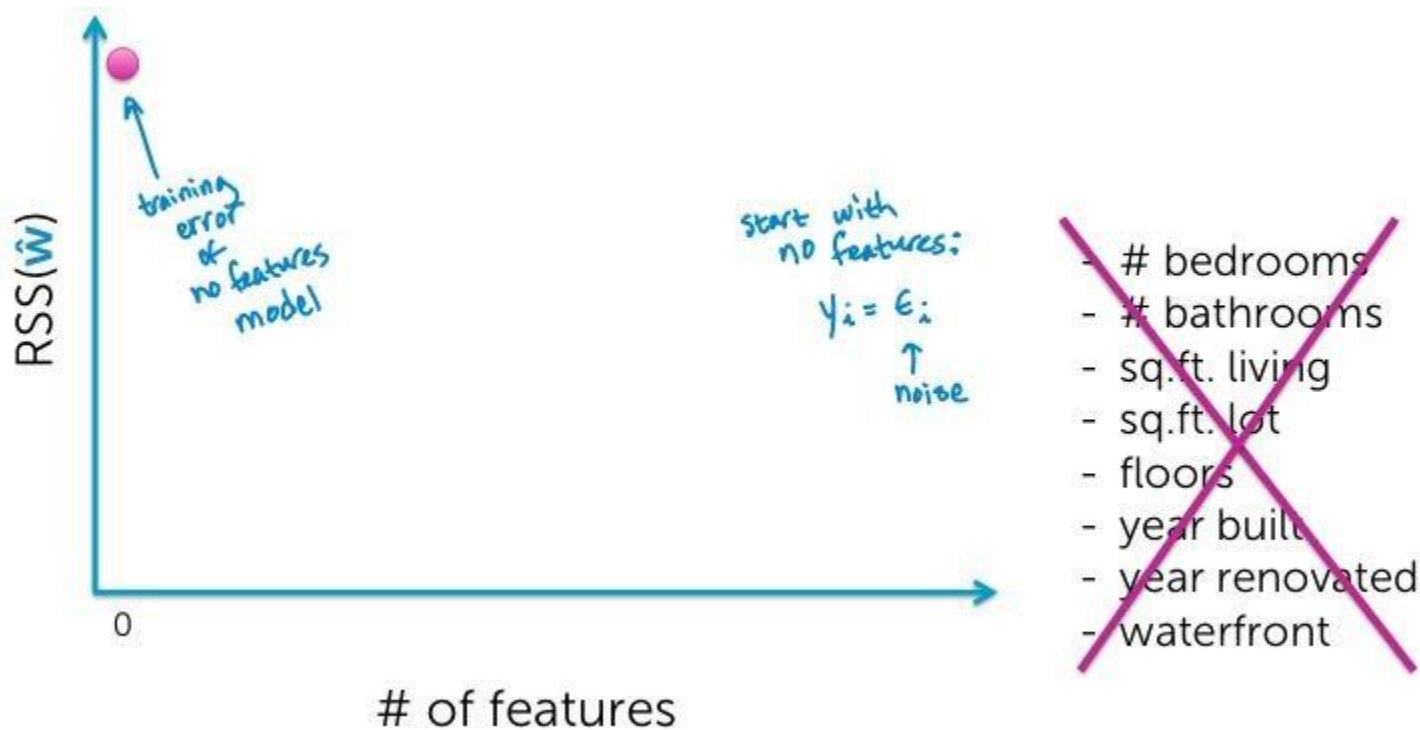 RSS(ŵ)
training
error
of
no features
model
start with
no features:
yᵢ = εᵢ
↑
noise
- # bedrooms
- # bathrooms
- sq.ft. living
- sq.ft. lot
- floors
- year built
- year renovated
- waterfront
0
# of features